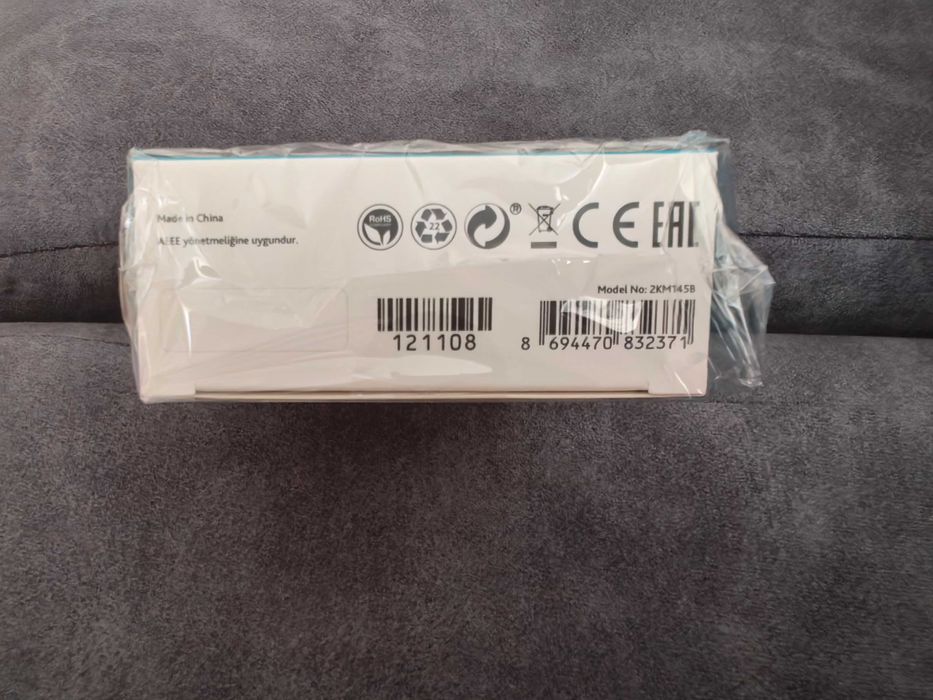 Made in China
AEEE yönetmeliğine uygundur.
RoHS
22
®
CE
EAC
Model No: 2KM145B
121108
8 694470 832371